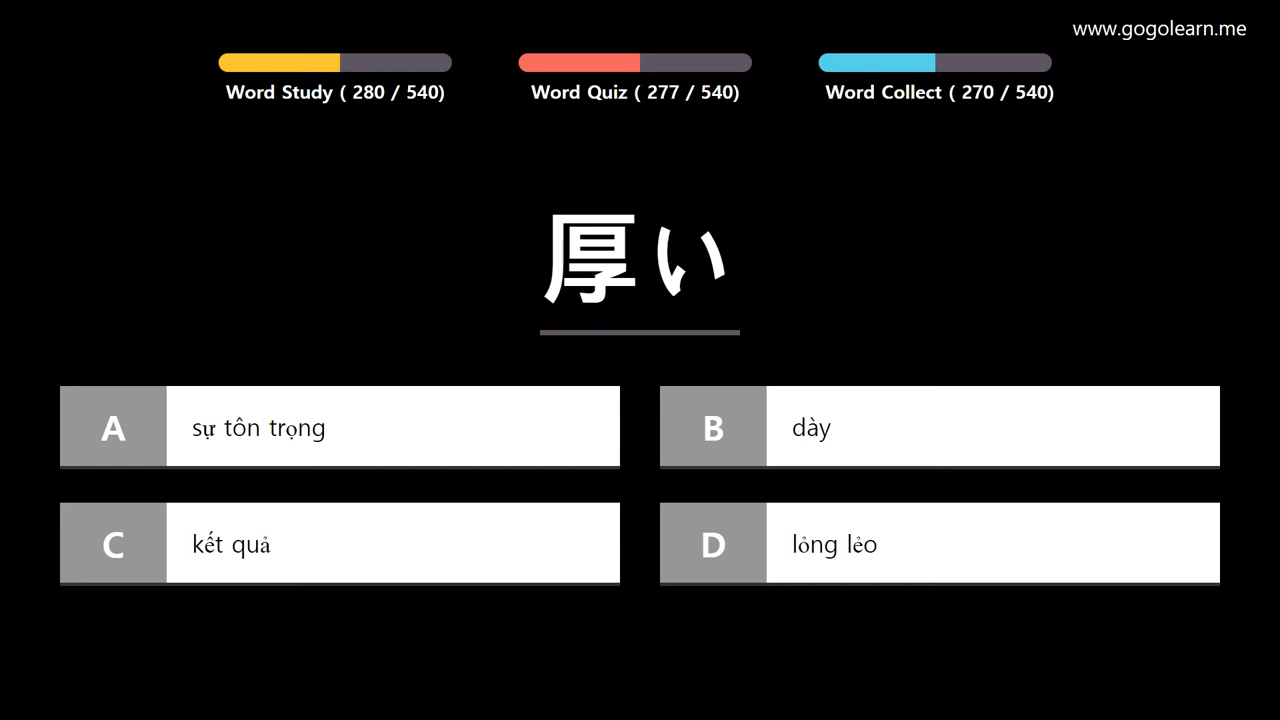 www.gogolearn.me
Word Study ( 280 / 540)
Word Quiz ( 277 / 540)
Word Collect ( 270 / 540)
厚い
A sự tôn trọng
B dày
C kết quả
D lỏng lẻo